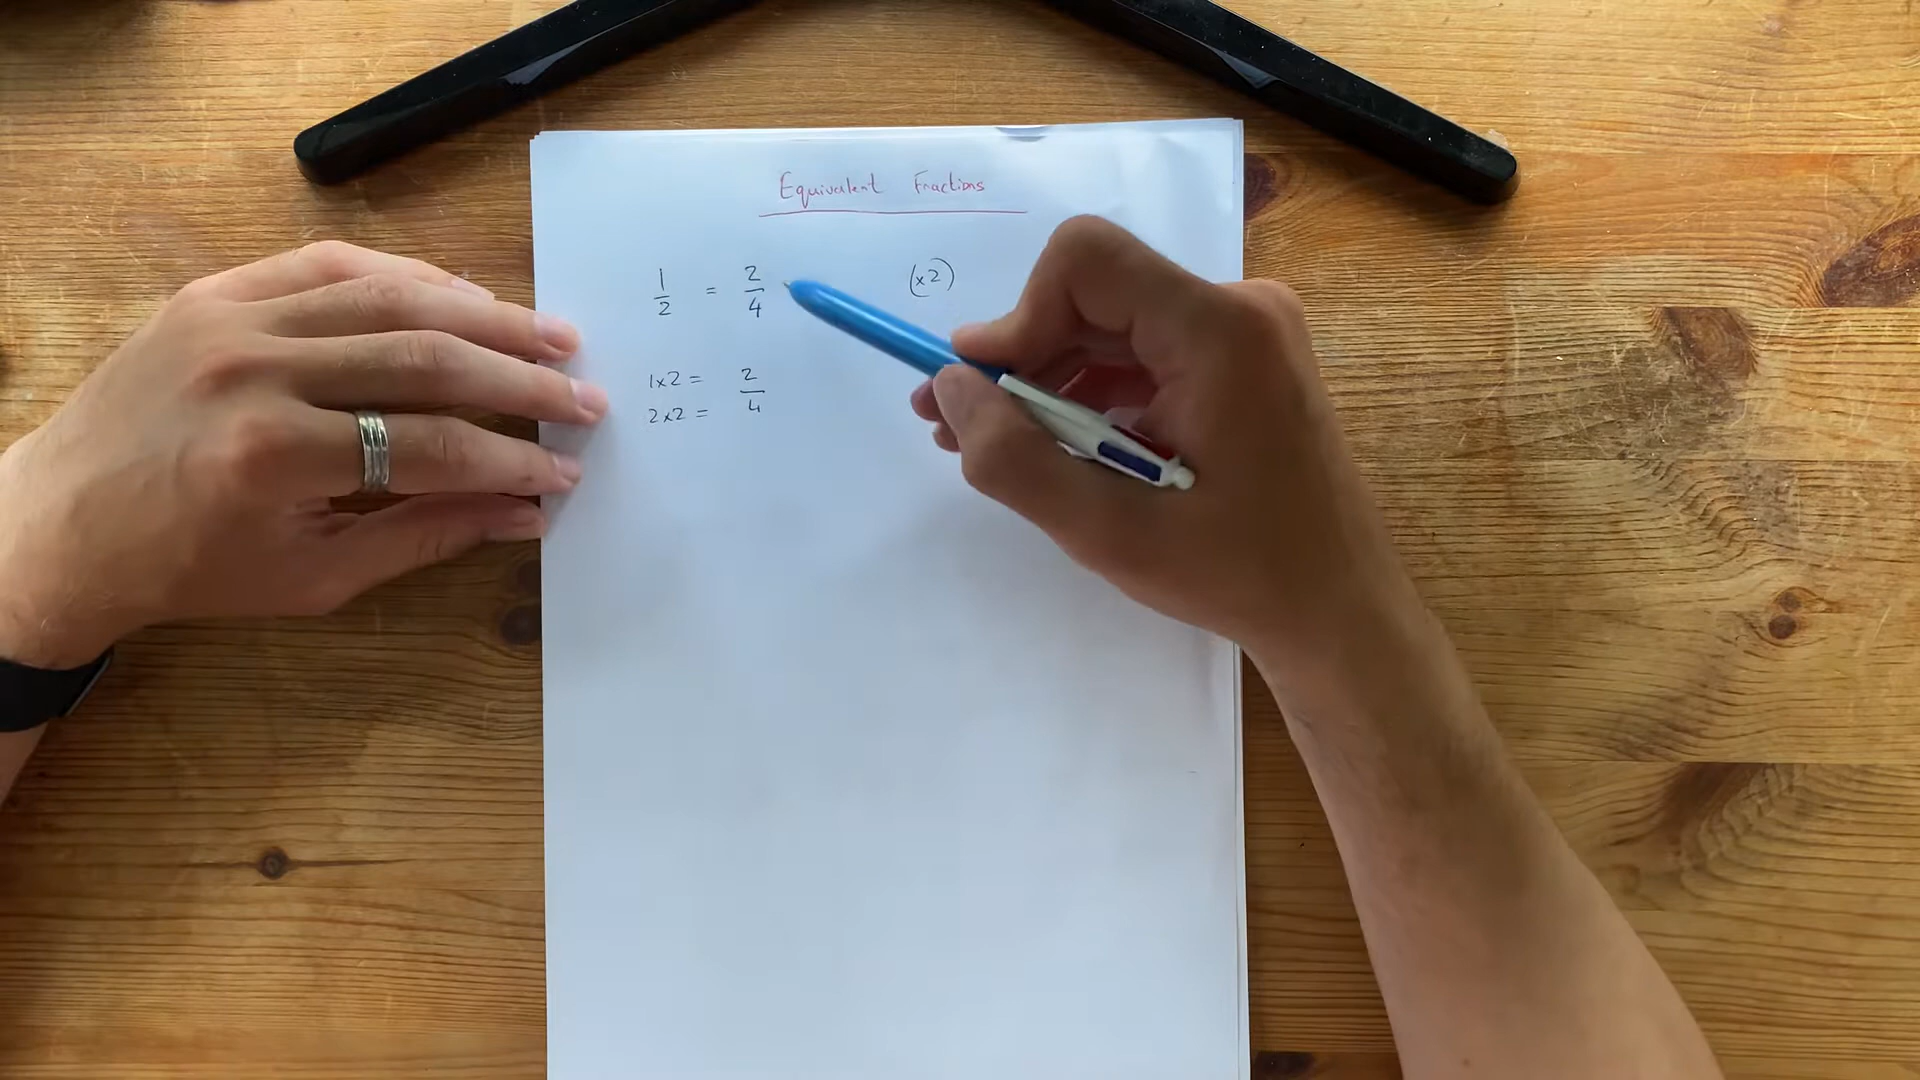 Equivalent Fractions
1/2 = 2/4 (x2)
1x2 = 2
2x2 = 4